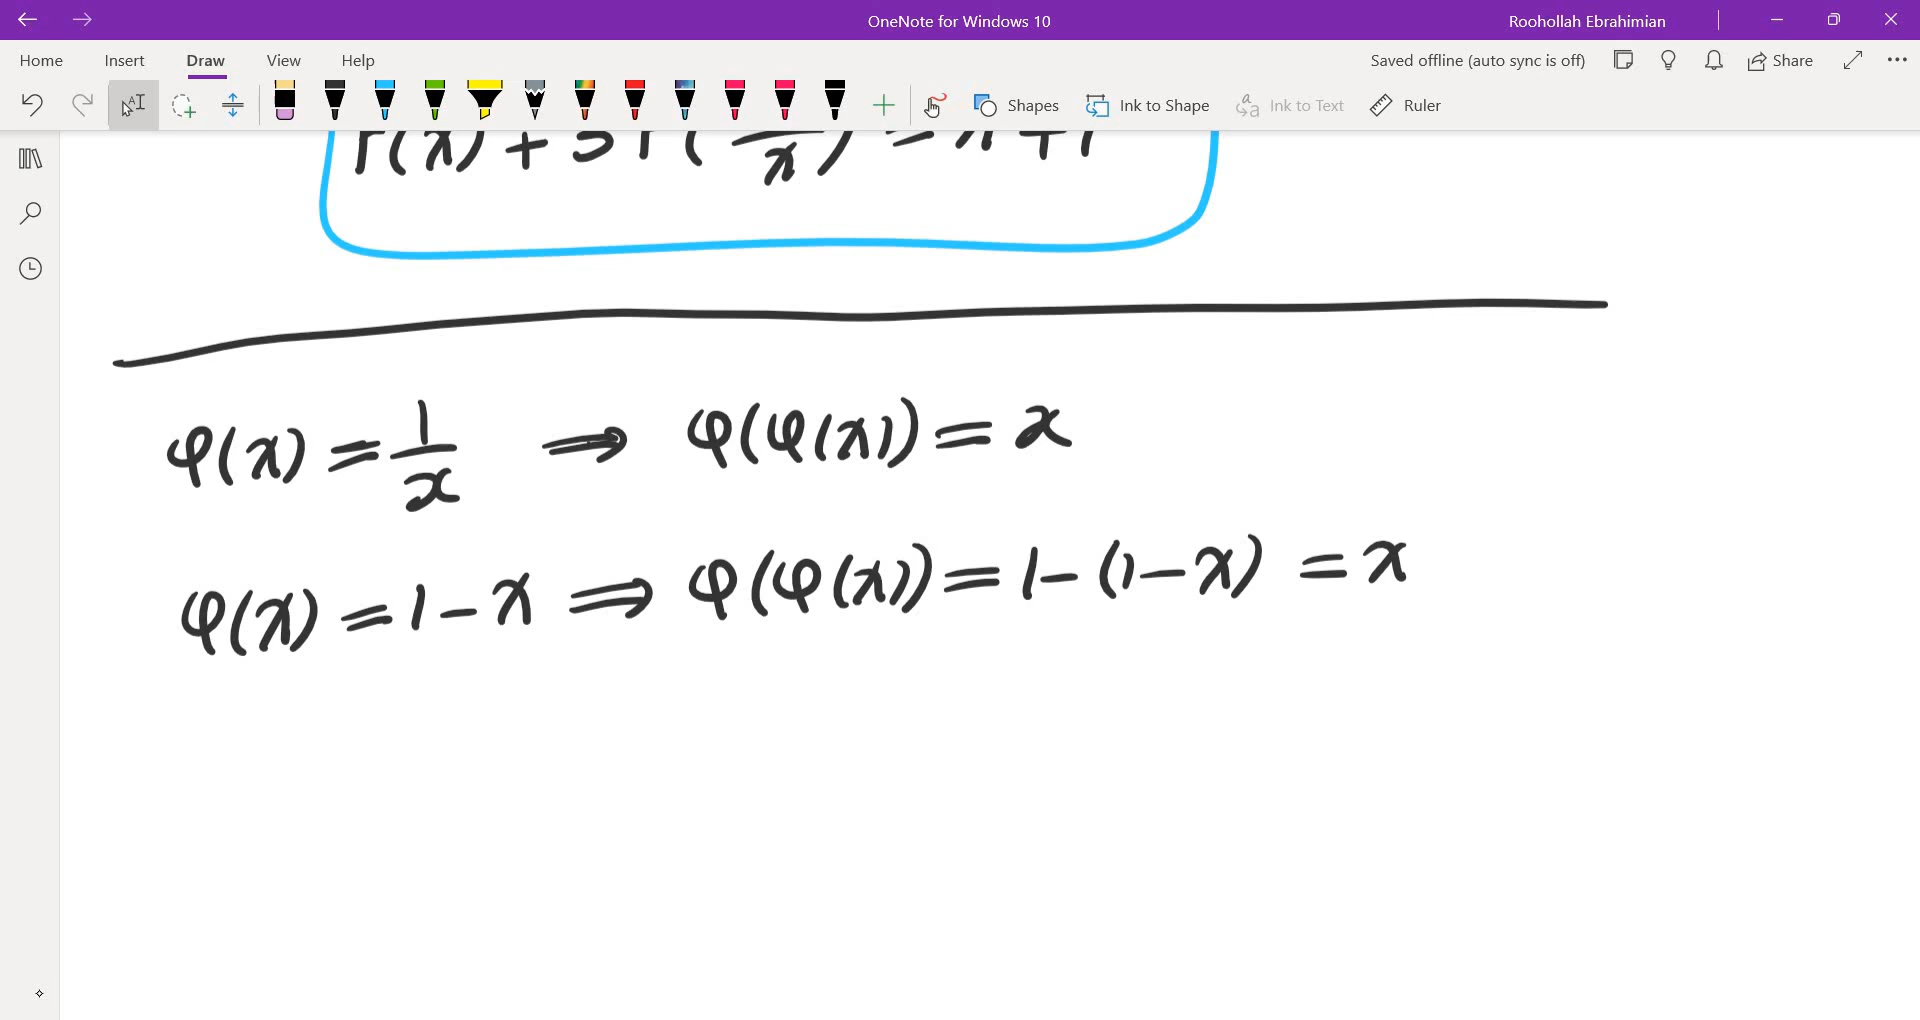 OneNote for Windows 10
Roohollah Ebrahimian
Home Insert Draw View Help
Saved offline (auto sync is off) Share
Shapes Ink to Shape Ink to Text Ruler
φ(x) = 1/x ⟹ φ(φ(x)) = x
φ(x) = 1 - x ⟹ φ(φ(x)) = 1 - (1 - x) = x